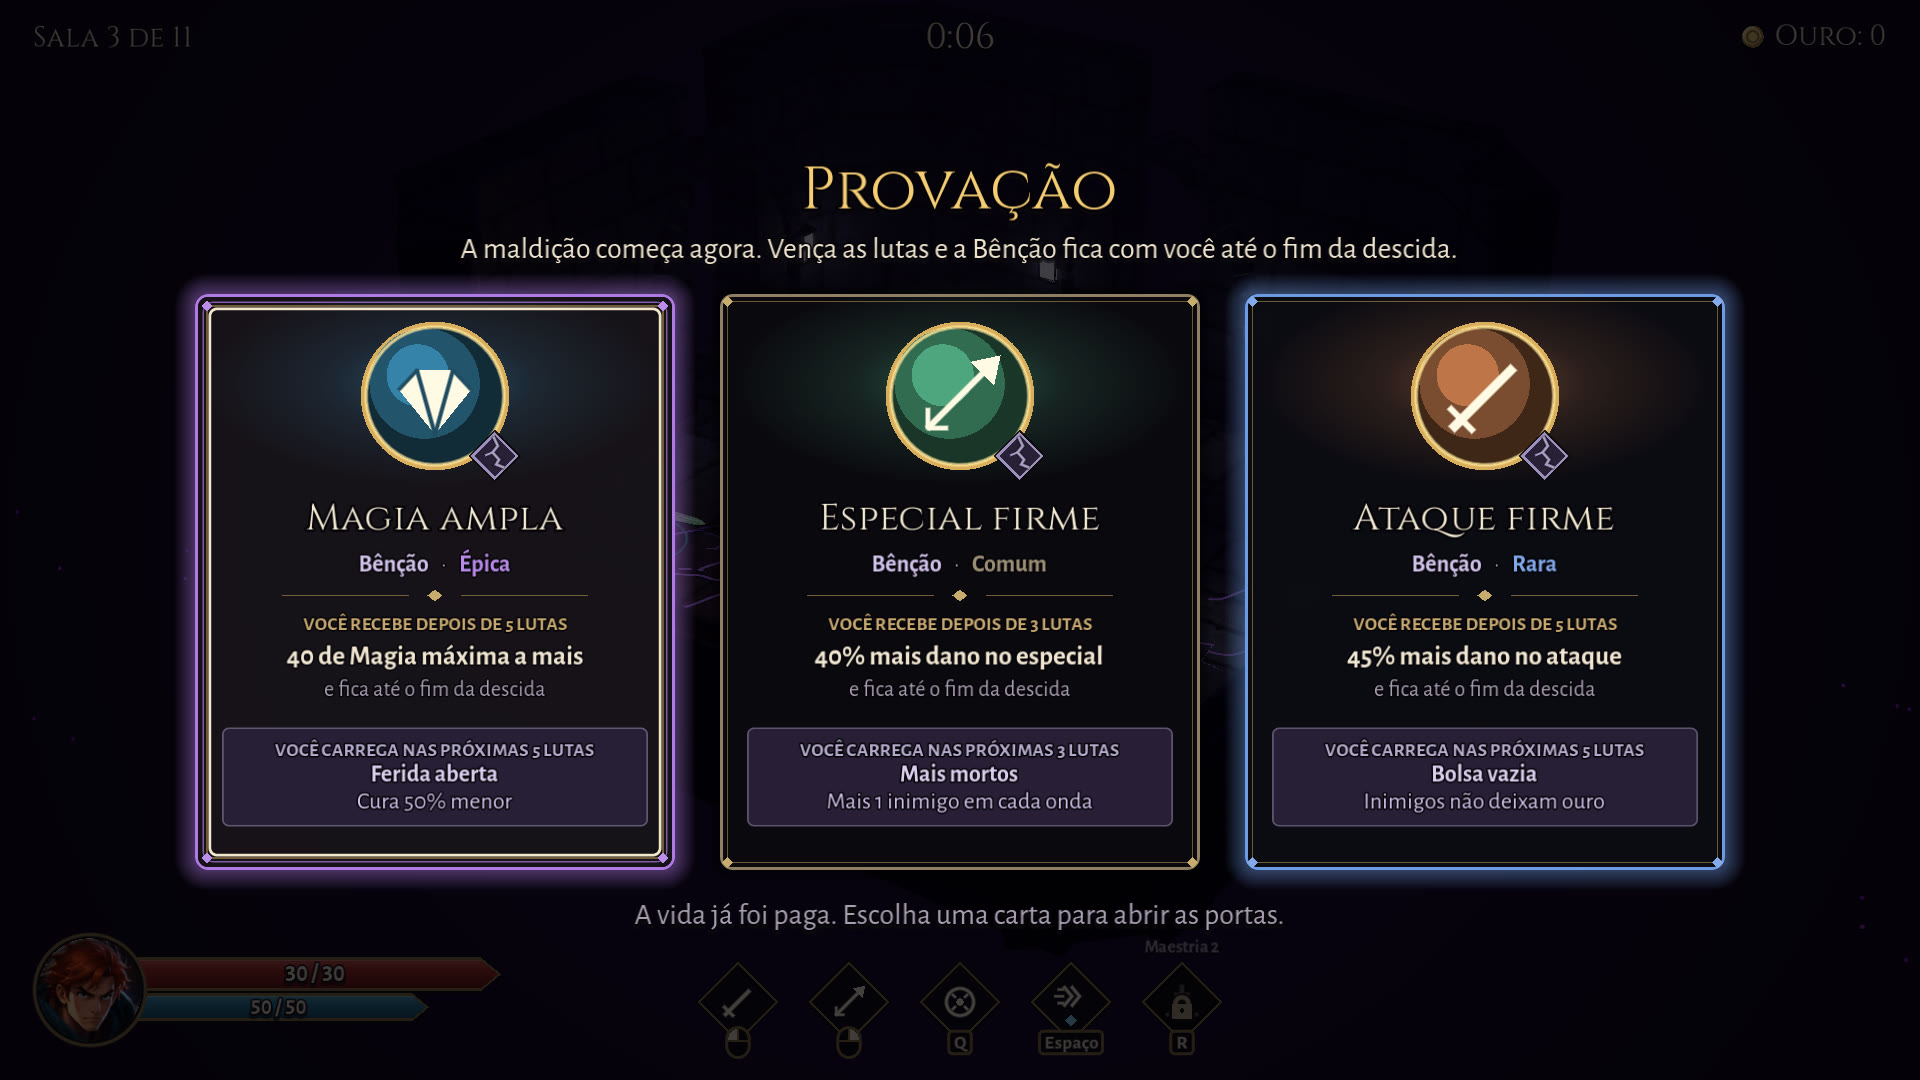 Sala 3 de 11
0:06
Ouro: 0
Provação
A maldição começa agora. Vença as lutas e a Bênção fica com você até o fim da descida.
Magia ampla
Bênção · Épica
VOCÊ RECEBE DEPOIS DE 5 LUTAS
40 de Magia máxima a mais
e fica até o fim da descida
VOCÊ CARREGA NAS PRÓXIMAS 5 LUTAS
Ferida aberta
Cura 50% menor
Especial firme
Bênção · Comum
VOCÊ RECEBE DEPOIS DE 3 LUTAS
40% mais dano no especial
e fica até o fim da descida
VOCÊ CARREGA NAS PRÓXIMAS 3 LUTAS
Mais mortos
Mais 1 inimigo em cada onda
Ataque firme
Bênção · Rara
VOCÊ RECEBE DEPOIS DE 5 LUTAS
45% mais dano no ataque
e fica até o fim da descida
VOCÊ CARREGA NAS PRÓXIMAS 5 LUTAS
Bolsa vazia
Inimigos não deixam ouro
A vida já foi paga. Escolha uma carta para abrir as portas.
Maestria 2
30/30
50/50
Q
Espaço
R